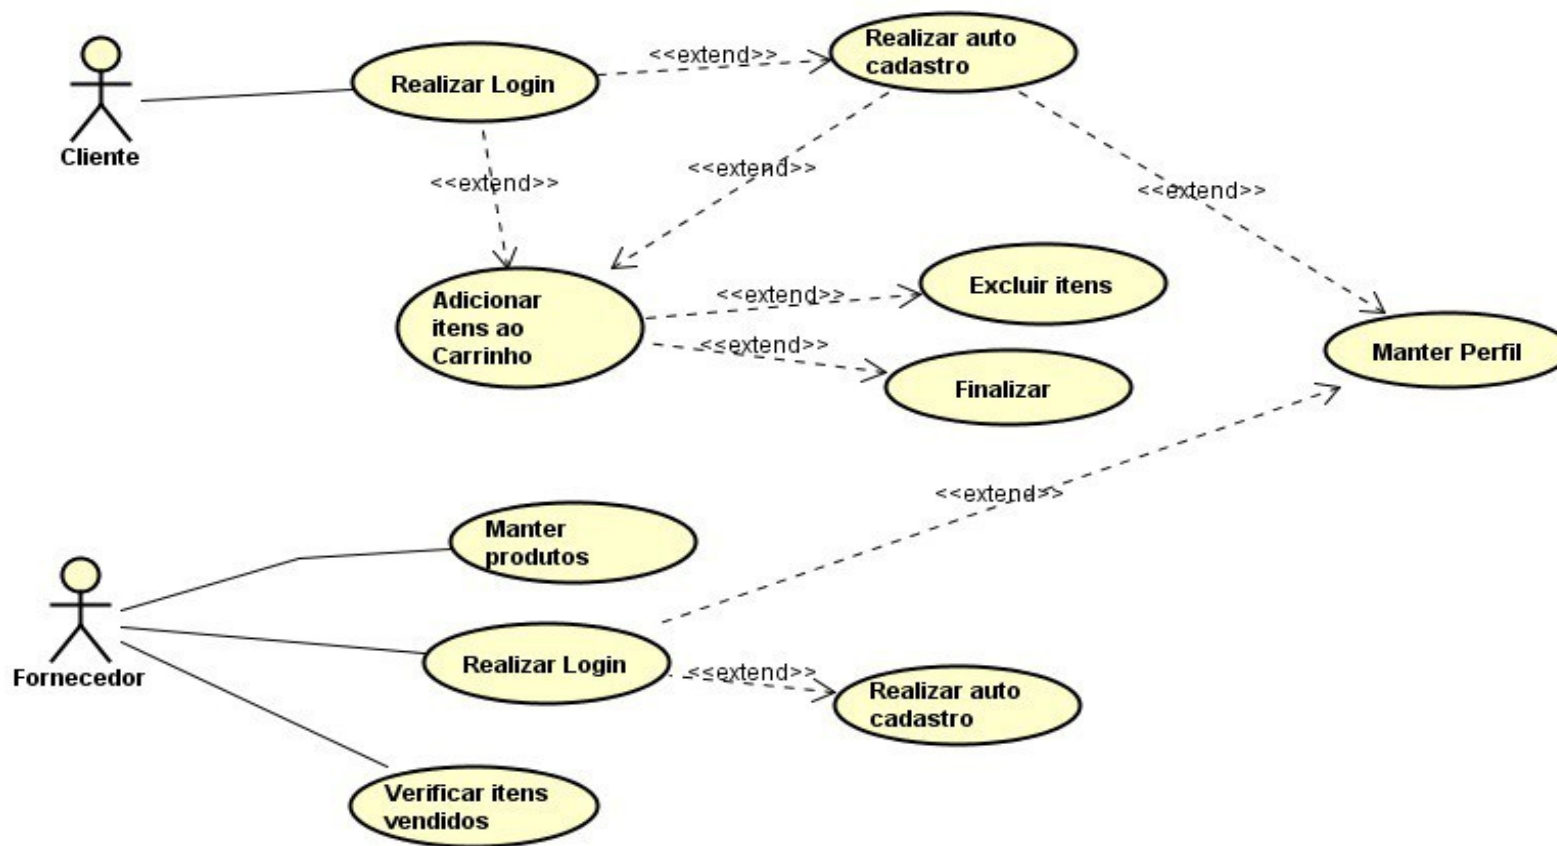 Realizar auto
cadastro
<<extend>>
Realizar Login
Cliente
<<extend>>
<<extend>>
<<extend>>
Adicionar
itens ao
Carrinho
<<extend>>
Excluir itens
<<extend>>
Finalizar
Manter Perfil
<<extend>>
Manter
produtos
Fornecedor
Realizar Login
<<extend>>
Realizar auto
cadastro
Verificar itens
vendidos